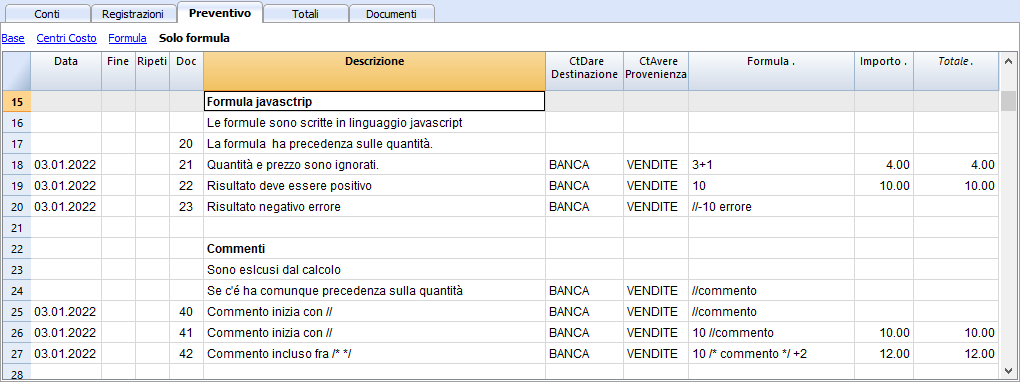 Conti Registrazioni Preventivo Totali Documenti
Base Centri Costo Formula Solo formula
Data Fine Ripeti Doc Descrizione CtDare Destinazione CtAvere Provenienza Formula . Importo . Totale .
15 Formula javasctrip
16 Le formule sono scritte in linguaggio javascript
17 20 La formula ha precedenza sulle quantità.
18 03.01.2022 21 Quantità e prezzo sono ignorati. BANCA VENDITE 3+1 4.00 4.00
19 03.01.2022 22 Risultato deve essere positivo BANCA VENDITE 10 10.00 10.00
20 03.01.2022 23 Risultato negativo errore BANCA VENDITE //-10 errore
21
22 Commenti
23 Sono eslcusi dal calcolo
24 Se c'é ha comunque precedenza sulla quantità BANCA VENDITE //commento
25 03.01.2022 40 Commento inizia con // BANCA VENDITE //commento
26 03.01.2022 41 Commento inizia con // BANCA VENDITE 10 //commento 10.00 10.00
27 03.01.2022 42 Commento incluso fra /* */ BANCA VENDITE 10 /* commento */ +2 12.00 12.00
28